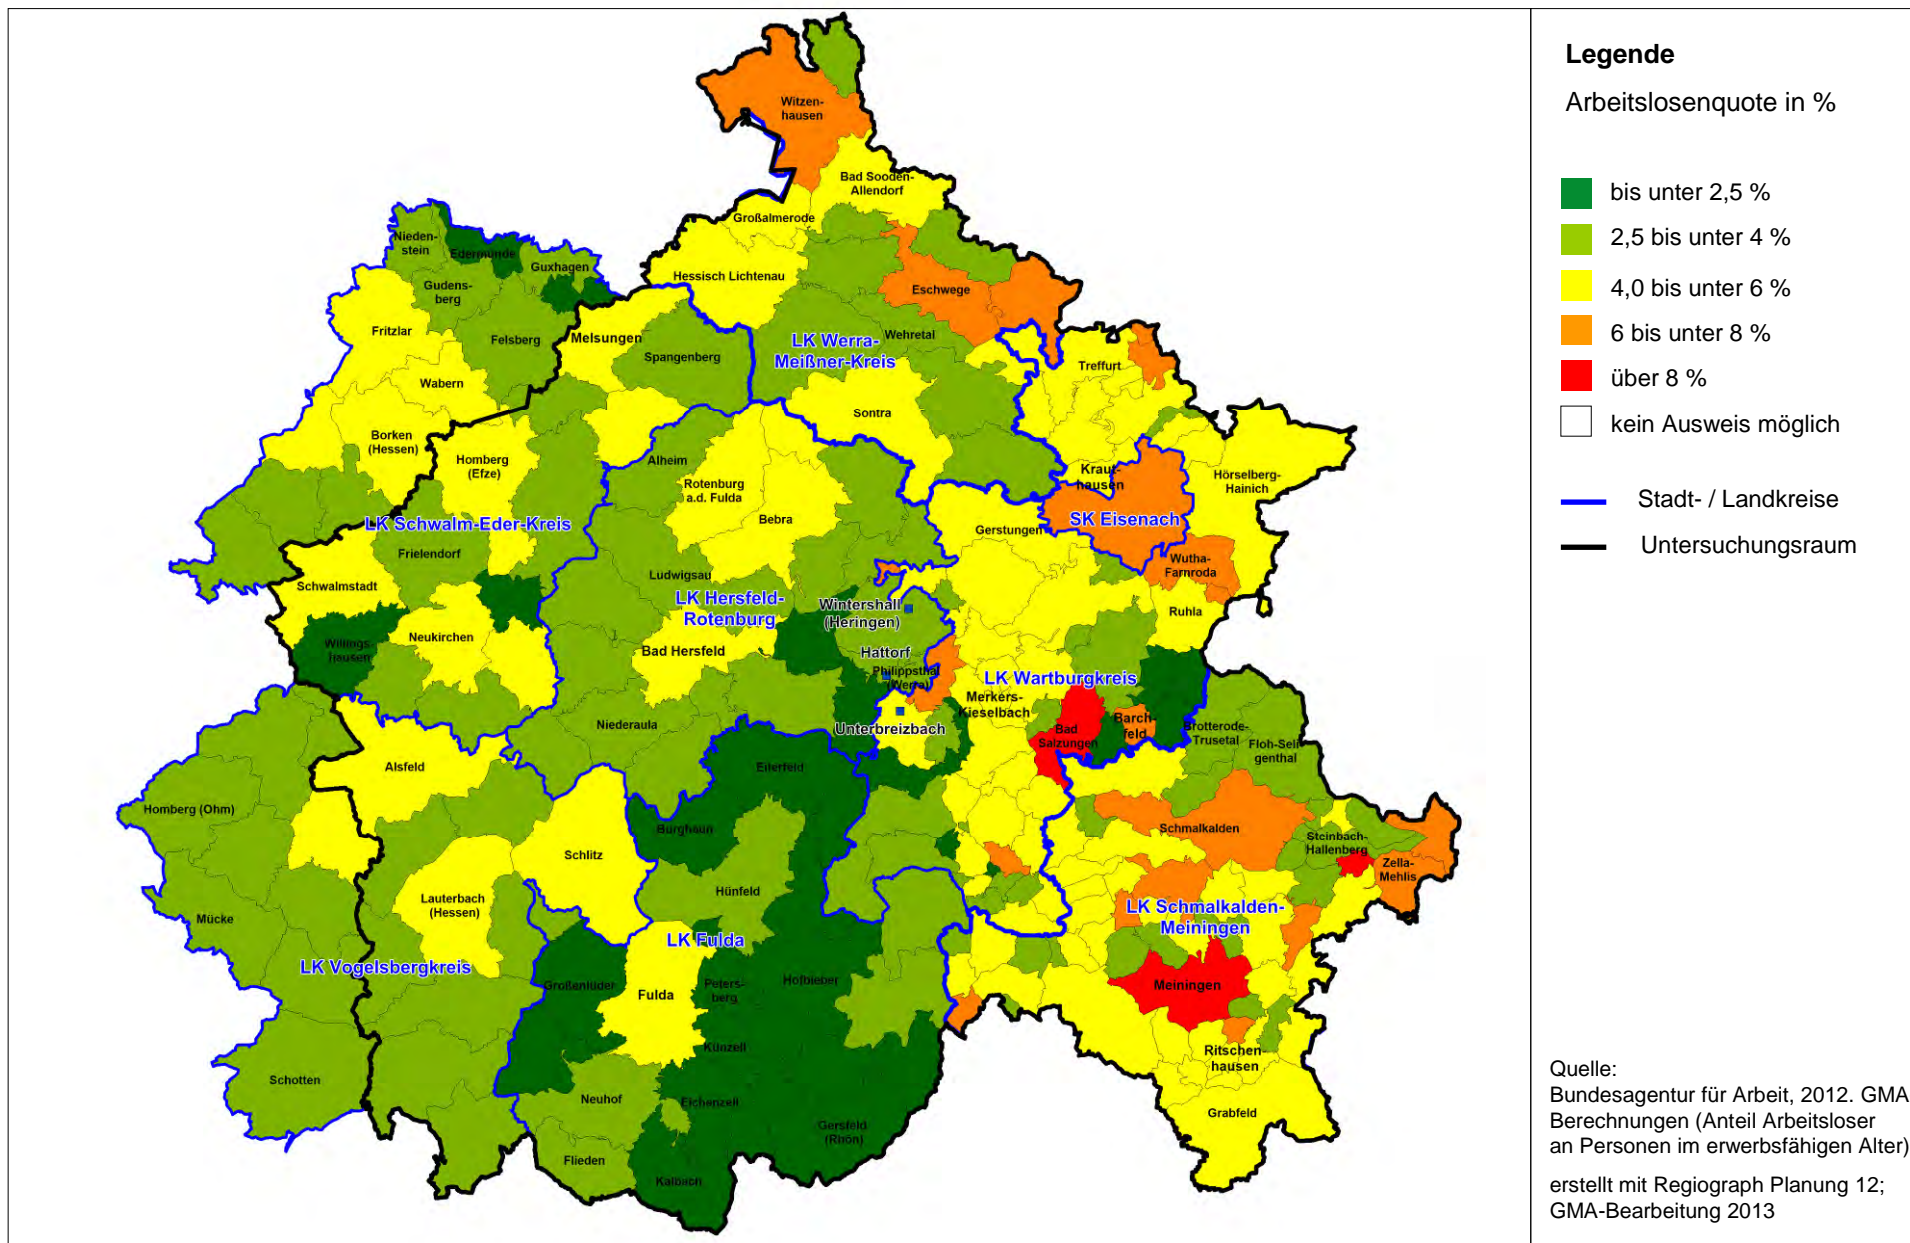 Witzen-
hausen
Bad Sooden-
Allendorf
Großalmerode
Nieden-
stein
Edermünde
Guxhagen
Hessisch Lichtenau
Gudens-
berg
Eschwege
Fritzlar
Felsberg
Melsungen
Wehretal
LK Werra-
Meißner-Kreis
Spangenberg
Treffurt
Wabern
Sontra
Borken
(Hessen)
Homberg
(Efze)
Alheim
Kraut-
hausen
Hörselberg-
Hainich
Rotenburg
a.d. Fulda
Bebra
LK Schwalm-Eder-Kreis
SK Eisenach
Gerstungen
Frielendorf
Wutha-
Farnroda
Schwalmstadt
Ludwigsau
LK Hersfeld-
Rotenburg
Wintershall
(Heringen)
Ruhla
Neukirchen
Willings-
hausen
Bad Hersfeld
Hattorf
Philippsthal
(Werra)
LK Wartburgkreis
Merkers-
Kieselbach
Niederaula
Unterbreizbach
Bad
Salzungen
Barch-
feld
Brotterode-
Trusetal
Floh-Seli-
genthal
Alsfeld
Eiterfeld
Homberg (Ohm)
Burghaun
Schmalkalden
Steinbach-
Hallenberg
Zella-
Mehlis
Schlitz
Hünfeld
Lauterbach
(Hessen)
Mücke
LK Fulda
LK Schmalkalden-
Meiningen
LK Vogelsbergkreis
Großenlüder
Fulda
Peters-
berg
Hofbieber
Meiningen
Künzell
Ritschen-
hausen
Schotten
Neuhof
Eichenzell
Gersfeld
(Rhön)
Grabfeld
Flieden
Kalbach
Legende
Arbeitslosenquote in %
bis unter 2,5 %
2,5 bis unter 4 %
4,0 bis unter 6 %
6 bis unter 8 %
über 8 %
kein Ausweis möglich
Stadt- / Landkreise
Untersuchungsraum
Quelle:
Bundesagentur für Arbeit, 2012. GMA
Berechnungen (Anteil Arbeitsloser
an Personen im erwerbsfähigen Alter)
erstellt mit Regiograph Planung 12;
GMA-Bearbeitung 2013